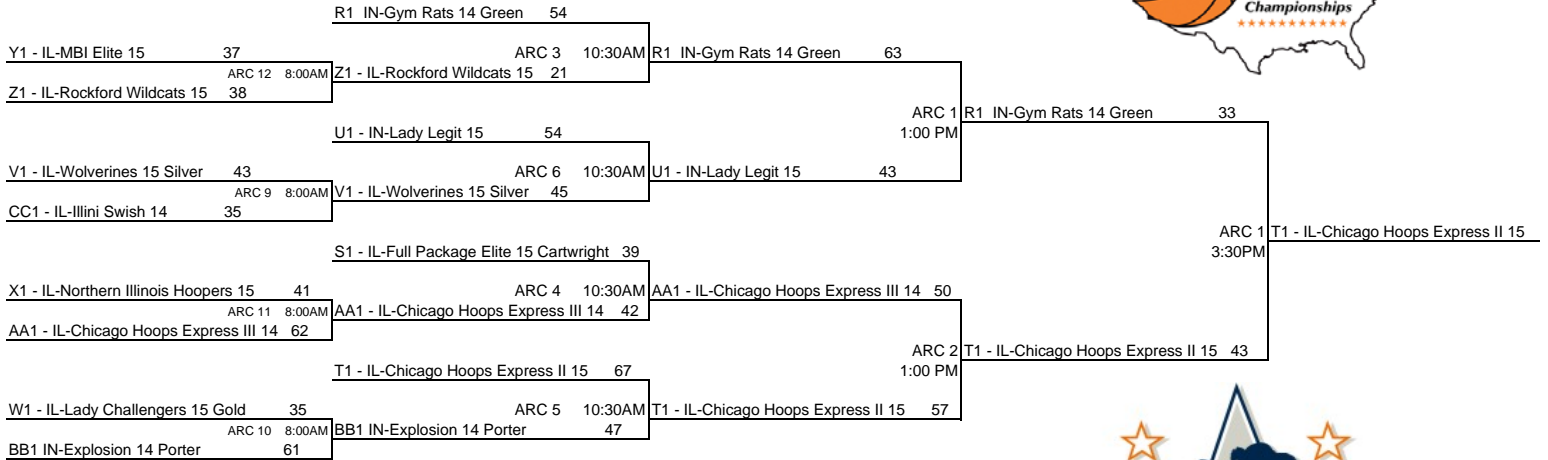 Championships
R1 IN-Gym Rats 14 Green 54
Y1 - IL-MBI Elite 15 37
ARC 3 10:30AM R1 IN-Gym Rats 14 Green 63
ARC 12 8:00AM Z1 - IL-Rockford Wildcats 15 21
Z1 - IL-Rockford Wildcats 15 38
ARC 1 R1 IN-Gym Rats 14 Green 33
U1 - IN-Lady Legit 15 54
1:00 PM
V1 - IL-Wolverines 15 Silver 43
ARC 6 10:30AM U1 - IN-Lady Legit 15 43
ARC 9 8:00AM V1 - IL-Wolverines 15 Silver 45
CC1 - IL-Illini Swish 14 35
ARC 1 T1 - IL-Chicago Hoops Express II 15
S1 - IL-Full Package Elite 15 Cartwright 39
3:30PM
X1 - IL-Northern Illinois Hoopers 15 41
ARC 4 10:30AM AA1 - IL-Chicago Hoops Express III 14 50
ARC 11 8:00AM AA1 - IL-Chicago Hoops Express III 14 42
AA1 - IL-Chicago Hoops Express III 14 62
ARC 2 T1 - IL-Chicago Hoops Express II 15 43
T1 - IL-Chicago Hoops Express II 15 67
1:00 PM
W1 - IL-Lady Challengers 15 Gold 35
ARC 5 10:30AM T1 - IL-Chicago Hoops Express II 15 57
ARC 10 8:00AM BB1 IN-Explosion 14 Porter 47
BB1 IN-Explosion 14 Porter 61